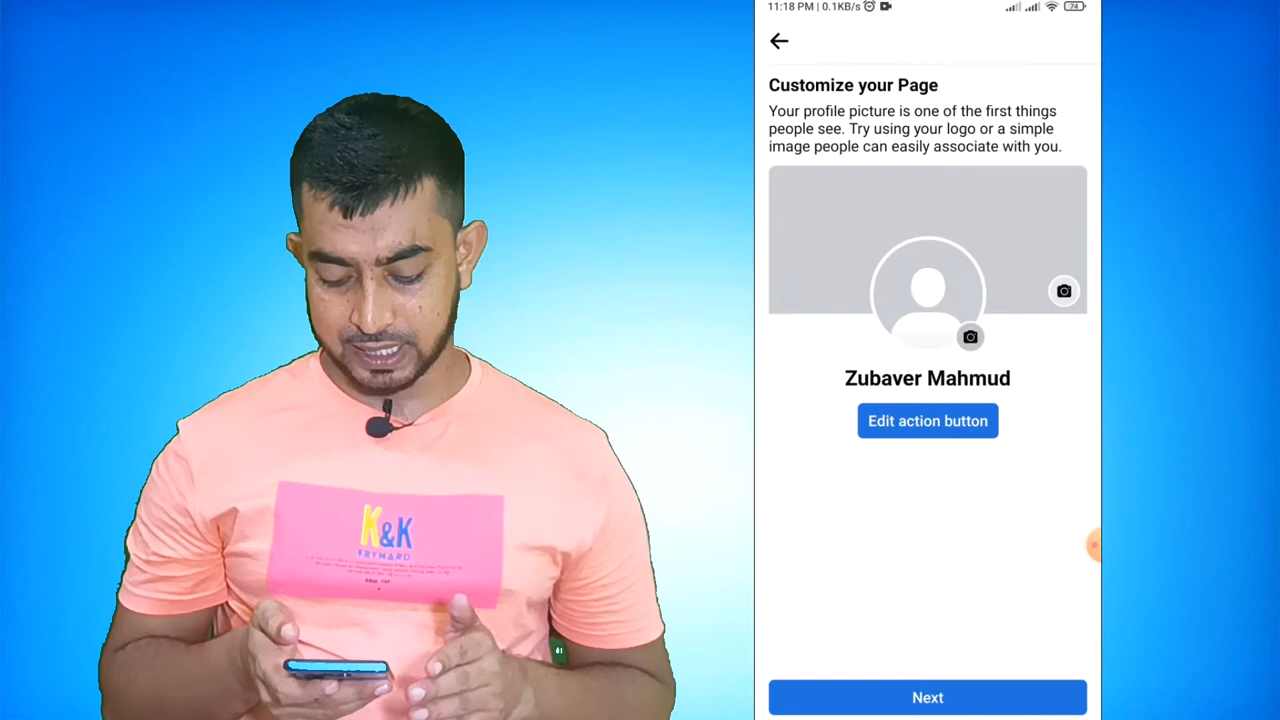 11:18 PM | 0.1KB/s
74
Customize your Page
Your profile picture is one of the first things
people see. Try using your logo or a simple
image people can easily associate with you.
Zubaver Mahmud
Edit action button
Next
K&K
FRYMARD